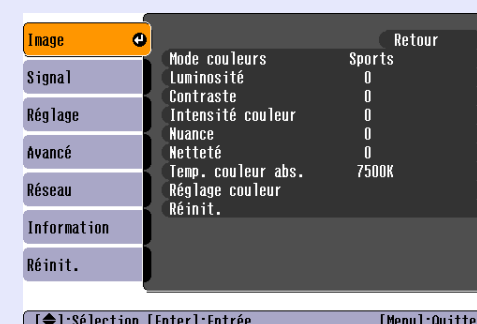 Image
Signal
Réglage
Avancé
Réseau
Information
Réinit.
Retour
Mode couleurs Sports
Luminosité 0
Contraste 0
Intensité couleur 0
Nuance 0
Netteté 0
Temp. couleur abs. 7500K
Réglage couleur
Réinit.
[◆]:Sélection [Enter]:Entrée [Menu]:Quitte